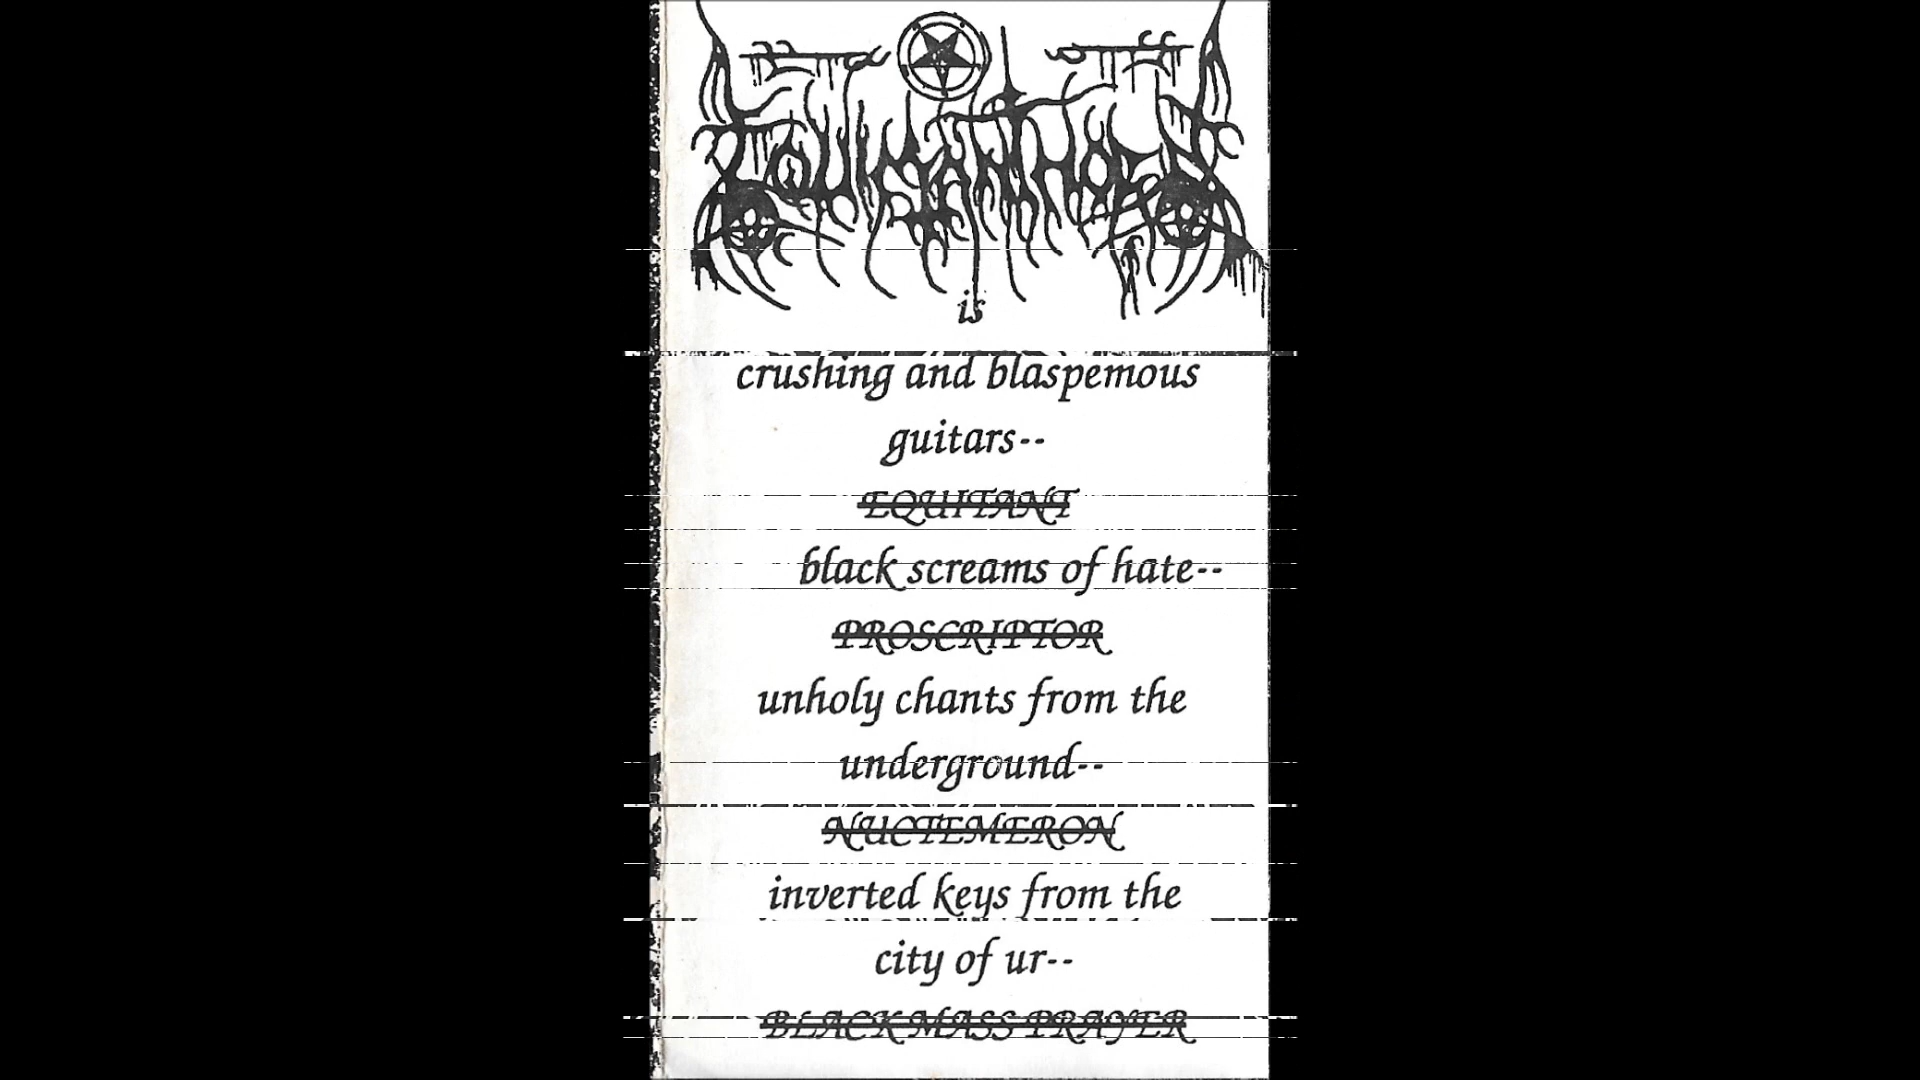 EQUIMANTHORN
is
crushing and blaspemous
guitars--
EQUITANT
black screams of hate--
PROSCRIPTOR
unholy chants from the
underground--
NUCTEMERON
inverted keys from the
city of ur--
BLACK MASS PRAYER